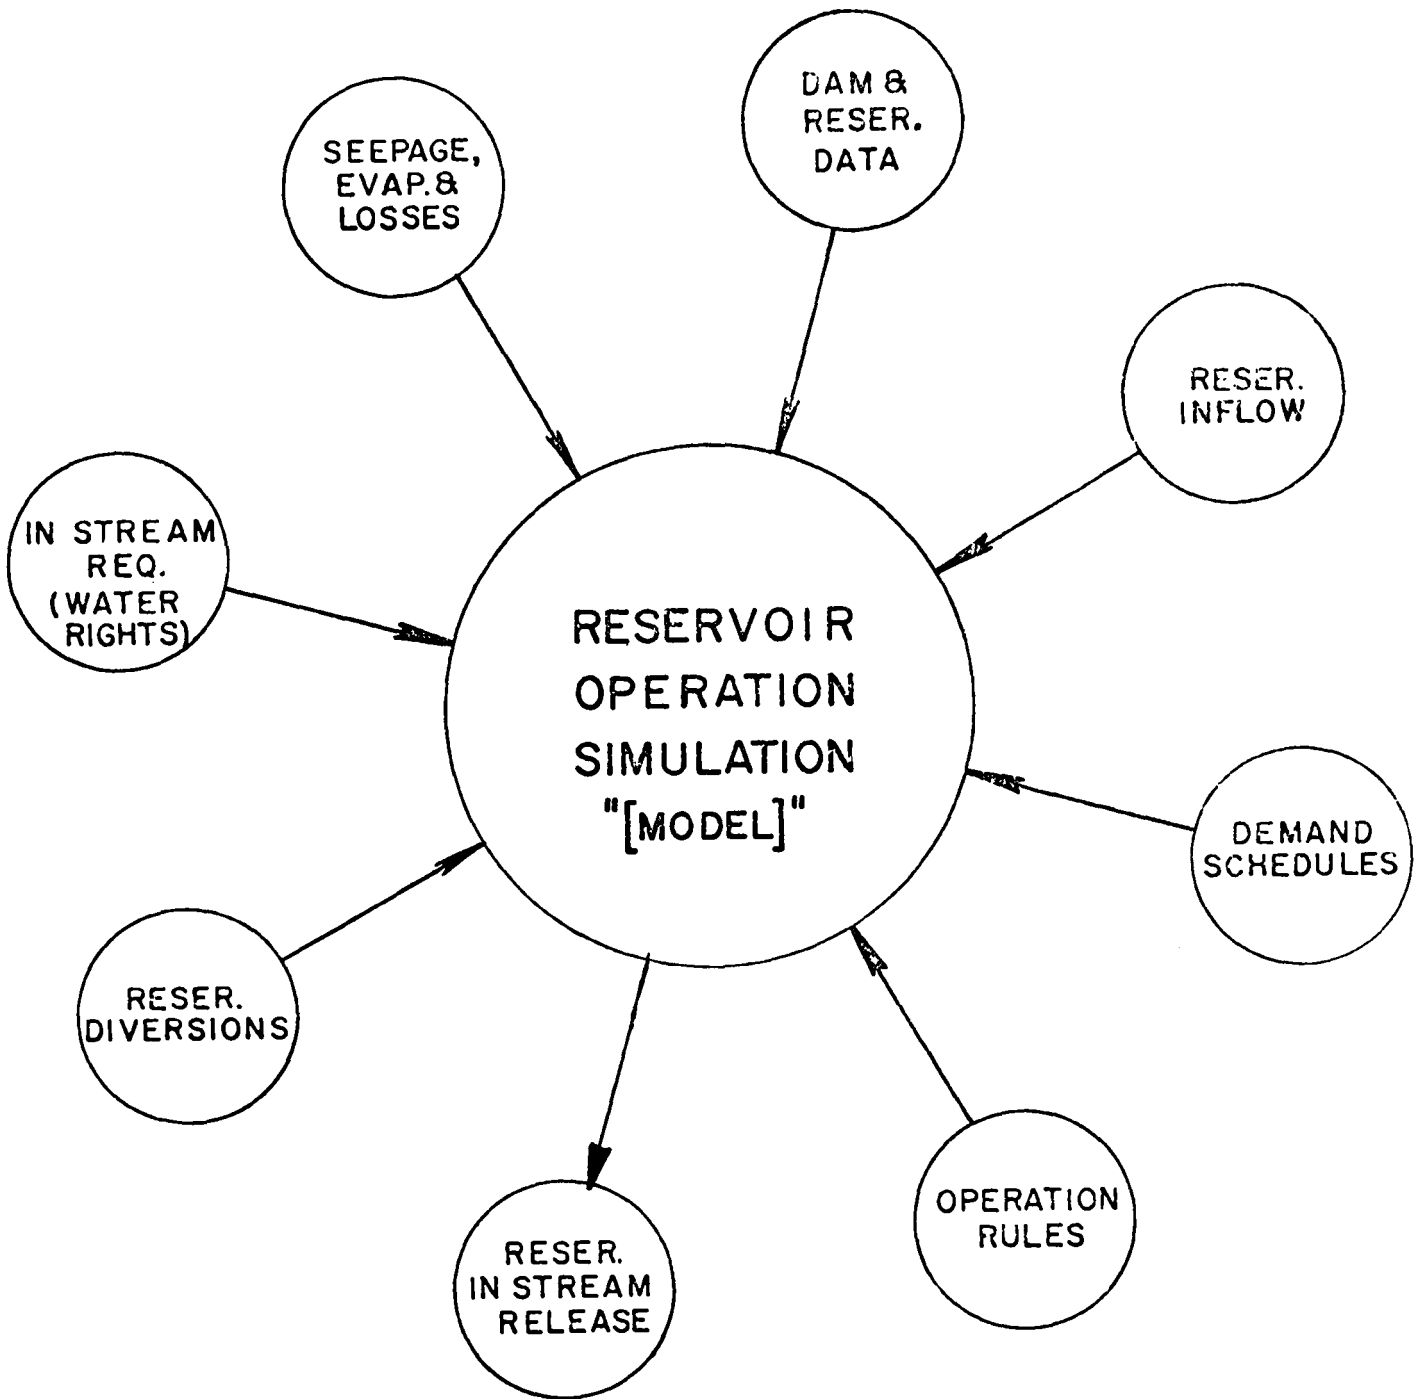 DAM &
RESER.
DATA
SEEPAGE,
EVAP. &
LOSSES
RESER.
INFLOW
IN STREAM
REQ.
(WATER
RIGHTS)
RESERVOIR
OPERATION
SIMULATION
"[MODEL]"
DEMAND
SCHEDULES
RESER.
DIVERSIONS
OPERATION
RULES
RESER.
IN STREAM
RELEASE